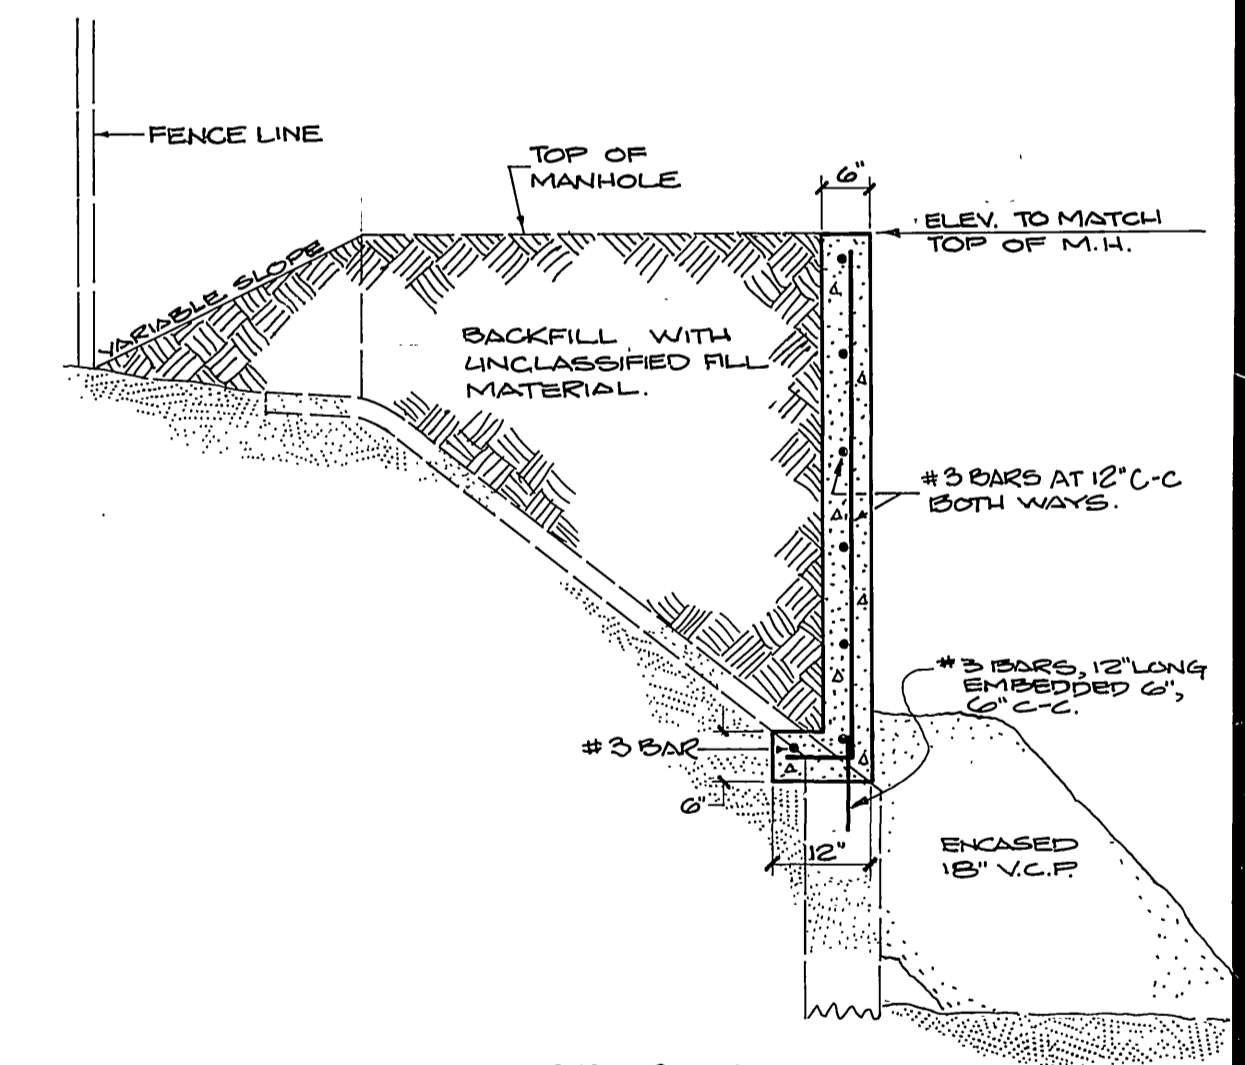 FENCE LINE
TOP OF
MANHOLE
6"
ELEV. TO MATCH
TOP OF M.H.
VARIABLE SLOPE
BACKFILL WITH
UNCLASSIFIED FILL
MATERIAL.
#3 BARS AT 12" C-C
BOTH WAYS.
#3 BARS, 12" LONG
EMBEDDED 6",
6" C-C.
#3 BAR
6"
12"
ENCASED
18" V.C.P.